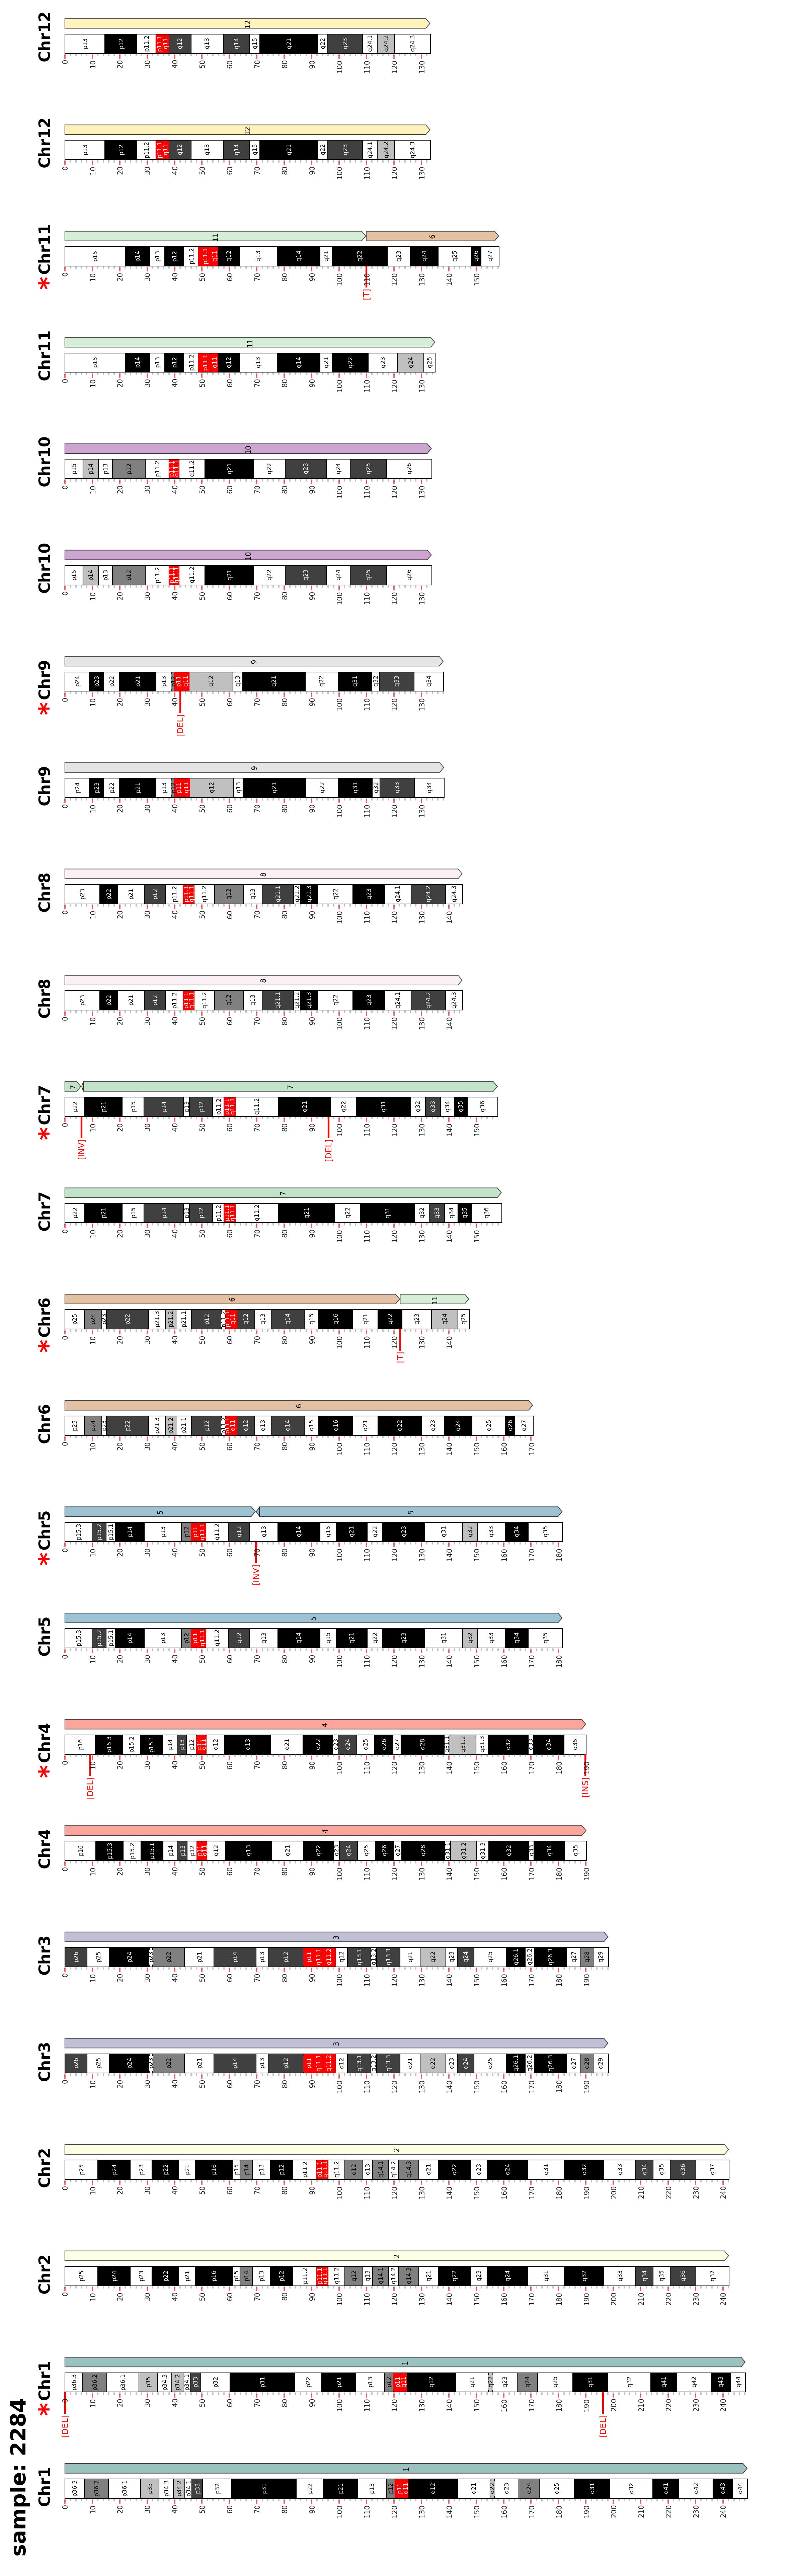 sample: 2284
Chr1
0 10 20 30 40 50 60 70 80 90 100 110 120 130 140 150 160 170 180 190 200 210 220 230 240
p36.3 p36.2 p36.1 p35 p34.3 p34.2 p34.1 p33 p32 p31 p22 p21 p13 p12 p11 q11 q12 q21 q22 q23 q24 q25 q31 q32 q41 q42 q43 q44
1
*Chr1
[DEL] [DEL]
0 10 20 30 40 50 60 70 80 90 100 110 120 130 140 150 160 170 180 190 200 210 220 230 240
p36.3 p36.2 p36.1 p35 p34.3 p34.2 p34.1 p33 p32 p31 p22 p21 p13 p12 p11 q11 q12 q21 q22 q23 q24 q25 q31 q32 q41 q42 q43 q44
1
Chr2
0 10 20 30 40 50 60 70 80 90 100 110 120 130 140 150 160 170 180 190 200 210 220 230 240
p25 p24 p23 p22 p21 p16 p15 p14 p13 p12 p11.2 p11.1 q11.1 q11.2 q12 q13 q14.1 q14.2 q14.3 q21 q22 q23 q24 q31 q32 q33 q34 q35 q36 q37
2
Chr2
0 10 20 30 40 50 60 70 80 90 100 110 120 130 140 150 160 170 180 190 200 210 220 230 240
p25 p24 p23 p22 p21 p16 p15 p14 p13 p12 p11.2 p11.1 q11.1 q11.2 q12 q13 q14.1 q14.2 q14.3 q21 q22 q23 q24 q31 q32 q33 q34 q35 q36 q37
2
Chr3
0 10 20 30 40 50 60 70 80 90 100 110 120 130 140 150 160 170 180 190
p26 p25 p24 p23 p22 p21 p14 p13 p12 p11 q11.1 q11.2 q12 q13.1 q13.2 q13.3 q21 q22 q23 q24 q25 q26.1 q26.2 q26.3 q27 q28 q29
3
Chr3
0 10 20 30 40 50 60 70 80 90 100 110 120 130 140 150 160 170 180 190
p26 p25 p24 p23 p22 p21 p14 p13 p12 p11 q11.1 q11.2 q12 q13.1 q13.2 q13.3 q21 q22 q23 q24 q25 q26.1 q26.2 q26.3 q27 q28 q29
3
Chr4
0 10 20 30 40 50 60 70 80 90 100 110 120 130 140 150 160 170 180 190
p16 p15.3 p15.2 p15.1 p14 p13 p12 p11 q11 q12 q13 q21 q22 q23 q24 q25 q26 q27 q28 q31.1 q31.2 q31.3 q32 q33 q34 q35
4
*Chr4
[DEL] [INS]
0 10 20 30 40 50 60 70 80 90 100 110 120 130 140 150 160 170 180 190
p16 p15.3 p15.2 p15.1 p14 p13 p12 p11 q11 q12 q13 q21 q22 q23 q24 q25 q26 q27 q28 q31.1 q31.2 q31.3 q32 q33 q34 q35
4
Chr5
0 10 20 30 40 50 60 70 80 90 100 110 120 130 140 150 160 170 180
p15.3 p15.2 p15.1 p14 p13 p12 p11 q11.1 q11.2 q12 q13 q14 q15 q21 q22 q23 q31 q32 q33 q34 q35
5
*Chr5
[INV]
0 10 20 30 40 50 60 70 80 90 100 110 120 130 140 150 160 170 180
p15.3 p15.2 p15.1 p14 p13 p12 p11 q11.1 q11.2 q12 q13 q14 q15 q21 q22 q23 q31 q32 q33 q34 q35
5 5
Chr6
0 10 20 30 40 50 60 70 80 90 100 110 120 130 140 150 160 170
p25 p24 p23 p22 p21.3 p21.2 p21.1 p12 p11.2 p11.1 q11 q12 q13 q14 q15 q16 q21 q22 q23 q24 q25 q26 q27
6
*Chr6
[T]
0 10 20 30 40 50 60 70 80 90 100 110 120 130 140
p25 p24 p23 p22 p21.3 p21.2 p21.1 p12 p11.2 p11.1 q11 q12 q13 q14 q15 q16 q21 q22 q23 q24 q25
6 11
Chr7
0 10 20 30 40 50 60 70 80 90 100 110 120 130 140 150
p22 p21 p15 p14 p13 p12 p11.2 p11.1 q11.1 q11.2 q21 q22 q31 q32 q33 q34 q35 q36
7
*Chr7
[INV] [DEL]
0 10 20 30 40 50 60 70 80 90 100 110 120 130 140 150
p22 p21 p15 p14 p13 p12 p11.2 p11.1 q11.1 q11.2 q21 q22 q31 q32 q33 q34 q35 q36
7 7
Chr8
0 10 20 30 40 50 60 70 80 90 100 110 120 130 140
p23 p22 p21 p12 p11.2 p11.1 q11.1 q11.2 q12 q13 q21.1 q21.2 q21.3 q22 q23 q24.1 q24.2 q24.3
8
Chr8
0 10 20 30 40 50 60 70 80 90 100 110 120 130 140
p23 p22 p21 p12 p11.2 p11.1 q11.1 q11.2 q12 q13 q21.1 q21.2 q21.3 q22 q23 q24.1 q24.2 q24.3
8
Chr9
0 10 20 30 40 50 60 70 80 90 100 110 120 130
p24 p23 p22 p21 p13 p12 p11 q11 q12 q13 q21 q22 q31 q32 q33 q34
9
*Chr9
[DEL]
0 10 20 30 40 50 60 70 80 90 100 110 120 130
p24 p23 p22 p21 p13 p12 p11 q11 q12 q13 q21 q22 q31 q32 q33 q34
9
Chr10
0 10 20 30 40 50 60 70 80 90 100 110 120 130
p15 p14 p13 p12 p11.2 p11.1 q11.1 q11.2 q21 q22 q23 q24 q25 q26
10
Chr10
0 10 20 30 40 50 60 70 80 90 100 110 120 130
p15 p14 p13 p12 p11.2 p11.1 q11.1 q11.2 q21 q22 q23 q24 q25 q26
10
Chr11
0 10 20 30 40 50 60 70 80 90 100 110 120 130
p15 p14 p13 p12 p11.2 p11.1 q11 q12 q13 q14 q21 q22 q23 q24 q25
11
*Chr11
[T]
0 10 20 30 40 50 60 70 80 90 100 110 120 130 140 150
p15 p14 p13 p12 p11.2 p11.1 q11 q12 q13 q14 q21 q22 q23 q24 q25 q26 q27
11 6
Chr12
0 10 20 30 40 50 60 70 80 90 100 110 120 130
p13 p12 p11.2 p11.1 q11 q12 q13 q14 q15 q21 q22 q23 q24.1 q24.2 q24.3
12
Chr12
0 10 20 30 40 50 60 70 80 90 100 110 120 130
p13 p12 p11.2 p11.1 q11 q12 q13 q14 q15 q21 q22 q23 q24.1 q24.2 q24.3
12